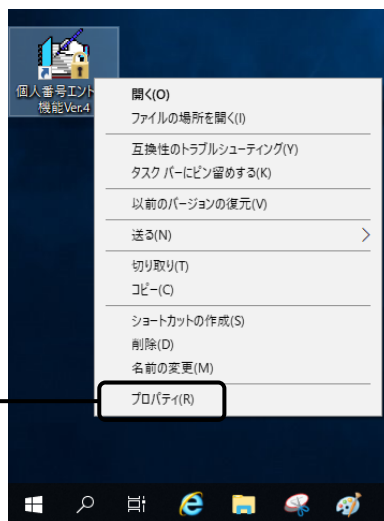 個人番号エント
機能Ver.4
開く(O)
ファイルの場所を開く(I)
互換性のトラブルシューティング(Y)
タスク バーにピン留めする(K)
以前のバージョンの復元(V)
送る(N)
切り取り(T)
コピー(C)
ショートカットの作成(S)
削除(D)
名前の変更(M)
プロパティ(R)